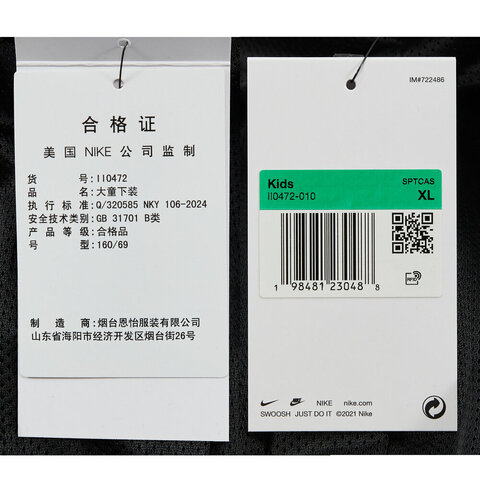 合格证
美国 NIKE 公司监制
货 号: II0472
品 名: 大童下装
执行标准: Q/320585 NKY 106-2024
安全技术类别: GB 31701 B类
产品等级: 合格品
号 型: 160/69
制 造 商: 烟台恩怡服装有限公司
山东省海阳市经济开发区烟台街26号
IM#722486
Kids SPTCAS
II0472-010 XL
1 98481 23048 8
RFID
NIKE nike.com
SWOOSH JUST DO IT ©2021 Nike